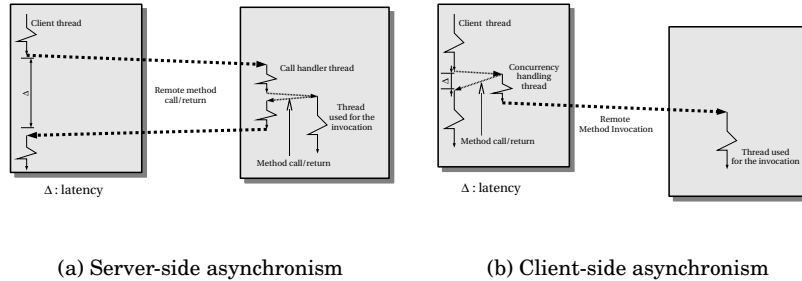 Client thread
Call handler thread
Δ
Remote method
call/return
Thread
used for the
invocation
Method call/return
Δ : latency
(a) Server-side asynchronism
Client thread
Concurrency
handling
thread
Δ
Method call/return
Remote
Method Invocation
Thread used
for the invocation
Δ : latency
(b) Client-side asynchronism